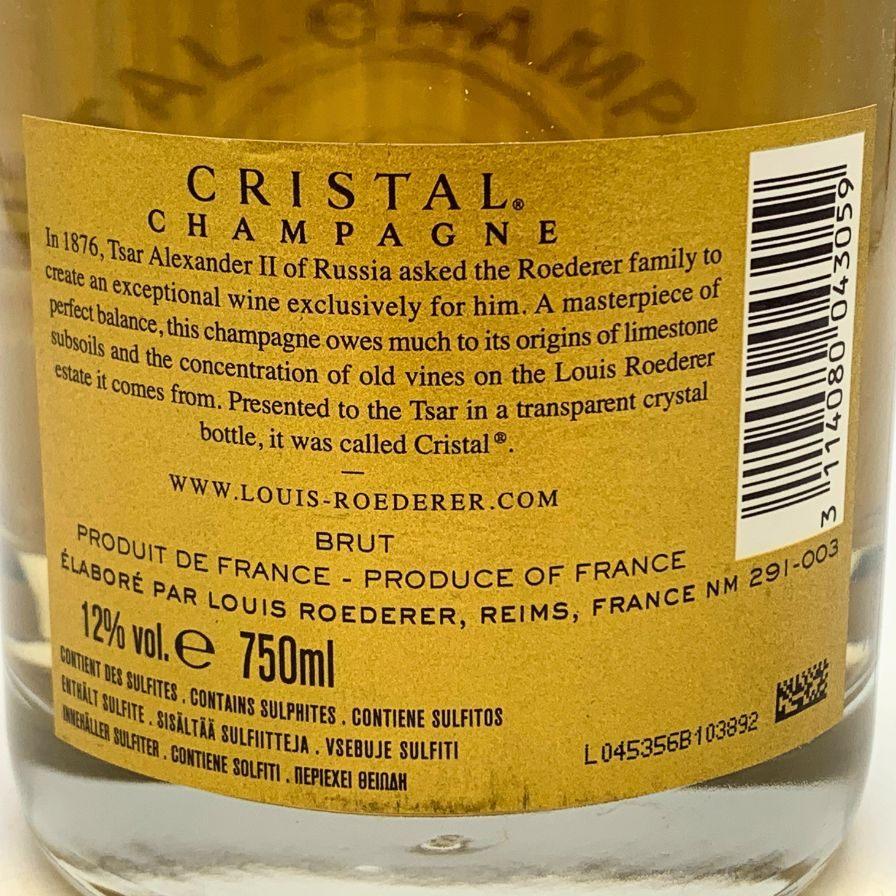 TAL CHAMP
CRISTAL®
CHAMPAGNE
In 1876, Tsar Alexander II of Russia asked the Roederer family to
create an exceptional wine exclusively for him. A masterpiece of
perfect balance, this champagne owes much to its origins of limestone
subsoils and the concentration of old vines on the Louis Roederer
estate it comes from. Presented to the Tsar in a transparent crystal
bottle, it was called Cristal®.
WWW.LOUIS-ROEDERER.COM
BRUT
PRODUIT DE FRANCE - PRODUCE OF FRANCE
ÉLABORÉ PAR LOUIS ROEDERER, REIMS, FRANCE NM 291-003
12% vol. e 750ml
CONTIENT DES SULFITES . CONTAINS SULPHITES . CONTIENE SULFITOS
ENTHÄLT SULFITE . SISÄLTÄÄ SULFIITTEJA . VSEBUJE SULFITI
INNEHÅLLER SULFITER . CONTIENE SOLFITI . ΠΕΡΙΕΧΕΙ ΘΕΙΩΔΗ
L045356B103892
3 114080 043059